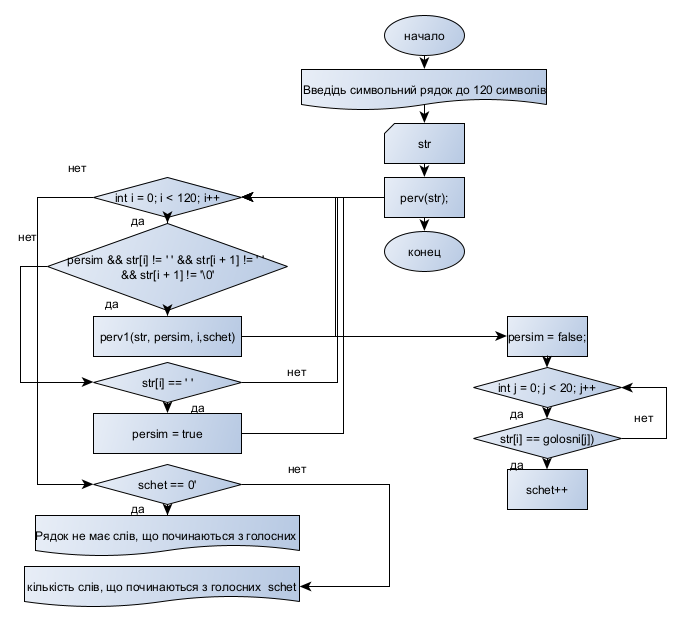 начало
Введідь символьний рядок до 120 символів
str
perv(str);
конец
нет
int i = 0; i < 120; i++
да
нет
persim && str[i] != ' ' && str[i + 1] != ' '
&& str[i + 1] != '\0'
да
perv1(str, persim, i,schet)
нет
str[i] == ' '
да
persim = true
нет
schet == 0'
да
Рядок не має слів, що починаються з голосних
кількість слів, що починаються з голосних schet
persim = false;
int j = 0; j < 20; j++
да
нет
str[i] == golosni[j])
да
schet++